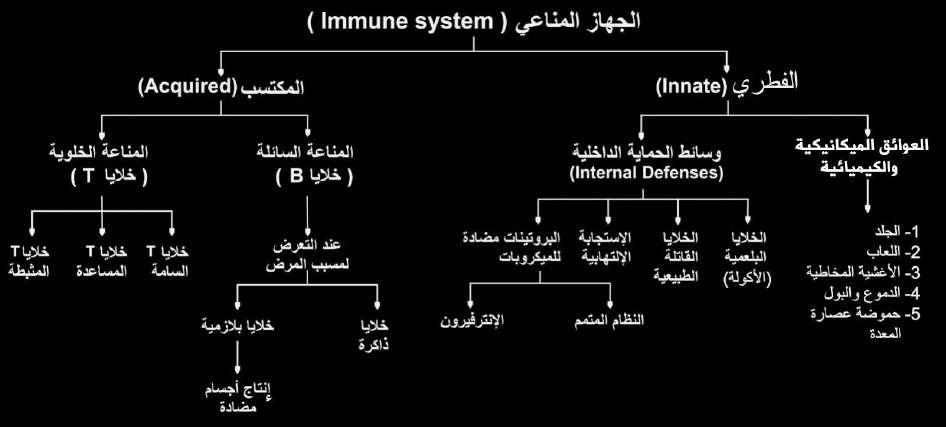 الجهاز المناعي ( Immune system )
الفطري (Innate)
المكتسب (Acquired)
العوائق الميكانيكية
والكيميائية
1- الجلد
2- اللعاب
3- الأغشية المخاطية
4- الدموع والبول
5- حموضة عصارة
المعدة
وسائط الحماية الداخلية
(Internal Defenses)
الخلايا
البلعمية
(الأكولة)
الخلايا
القاتلة
الطبيعية
الإستجابة
الإلتهابية
البروتينات مضادة
للميكروبات
النظام المتمم
الإنترفيرون
المناعة السائلة
( خلايا B )
عند التعرض
لمسبب المرض
خلايا
ذاكرة
خلايا بلازمية
إنتاج أجسام
مضادة
المناعة الخلوية
( خلايا T )
خلايا T
السامة
خلايا T
المساعدة
خلايا T
المثبطة